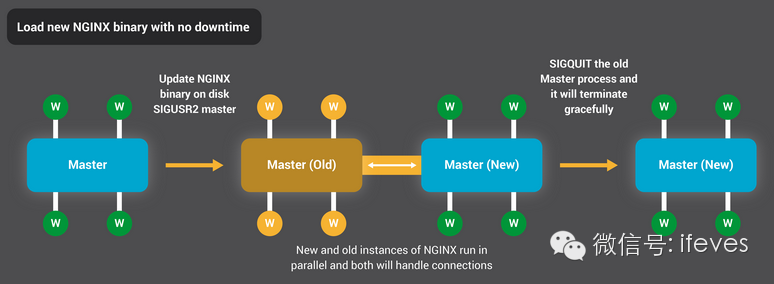 Load new NGINX binary with no downtime
Update NGINX
binary on disk
SIGUSR2 master
SIGQUIT the old
Master process and
it will terminate
gracefully
W W
W W
W W
W W
Master
Master (Old)
Master (New)
Master (New)
W W
W W
W W
W W
New and old instances of NGINX run in
parallel and both will handle connections
微信号: ifeves